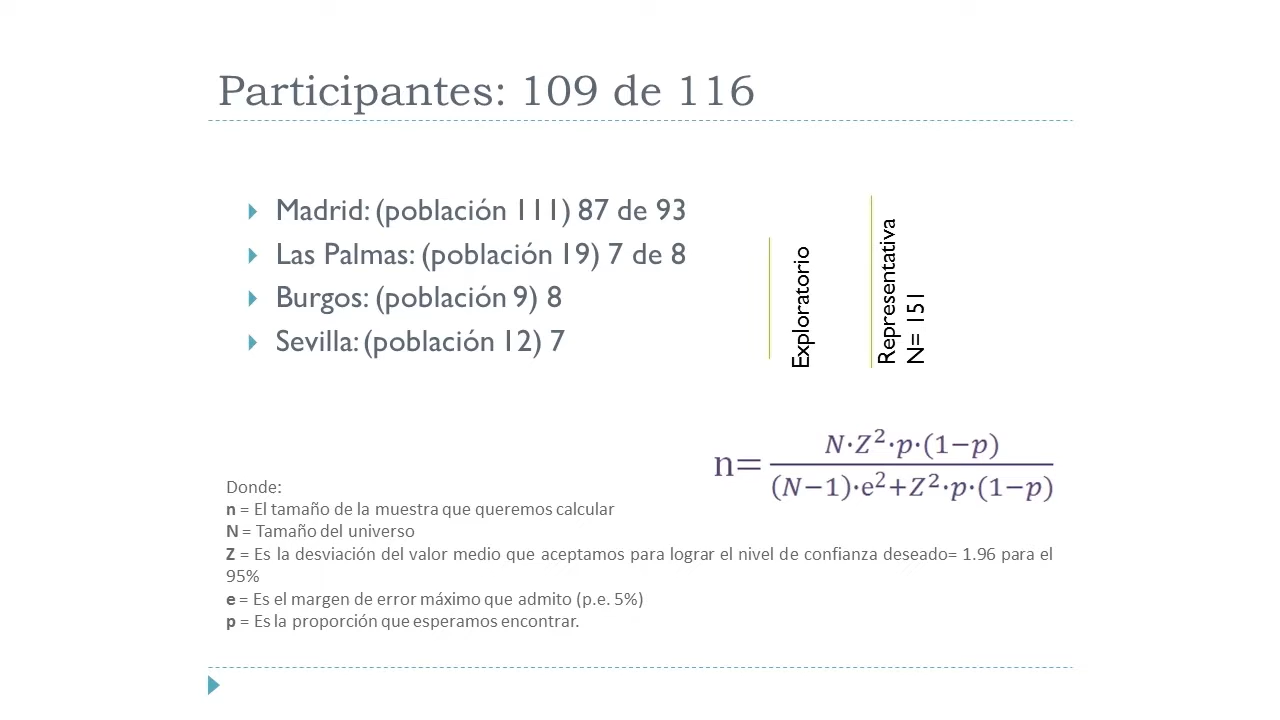 Participantes: 109 de 116
Madrid: (población 111) 87 de 93
Las Palmas: (población 19) 7 de 8
Burgos: (población 9) 8
Sevilla: (población 12) 7
Exploratorio
Representativa
N= 151
n= N·Z²·p·(1−p) / (N−1)·e²+Z²·p·(1−p)
Donde:
n = El tamaño de la muestra que queremos calcular
N = Tamaño del universo
Z = Es la desviación del valor medio que aceptamos para lograr el nivel de confianza deseado= 1.96 para el
95%
e = Es el margen de error máximo que admito (p.e. 5%)
p = Es la proporción que esperamos encontrar.